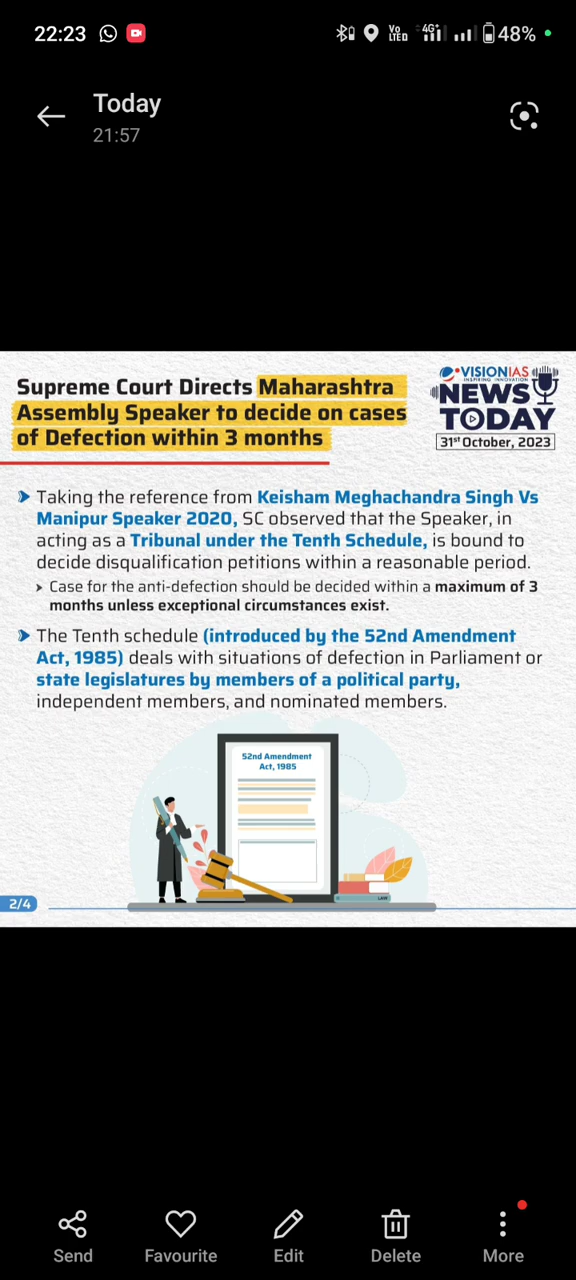 22:23
Vo
LTE
4G+
48%
Today
21:57
Supreme Court Directs Maharashtra
Assembly Speaker to decide on cases
of Defection within 3 months
VISIONIAS
INSPIRING INNOVATION
NEWS
TODAY
31st October, 2023
Taking the reference from Keisham Meghachandra Singh Vs
Manipur Speaker 2020, SC observed that the Speaker, in
acting as a Tribunal under the Tenth Schedule, is bound to
decide disqualification petitions within a reasonable period.
Case for the anti-defection should be decided within a maximum of 3
months unless exceptional circumstances exist.
The Tenth schedule (introduced by the 52nd Amendment
Act, 1985) deals with situations of defection in Parliament or
state legislatures by members of a political party,
independent members, and nominated members.
52nd Amendment
Act, 1985
LAW
2/4
Send
Favourite
Edit
Delete
More